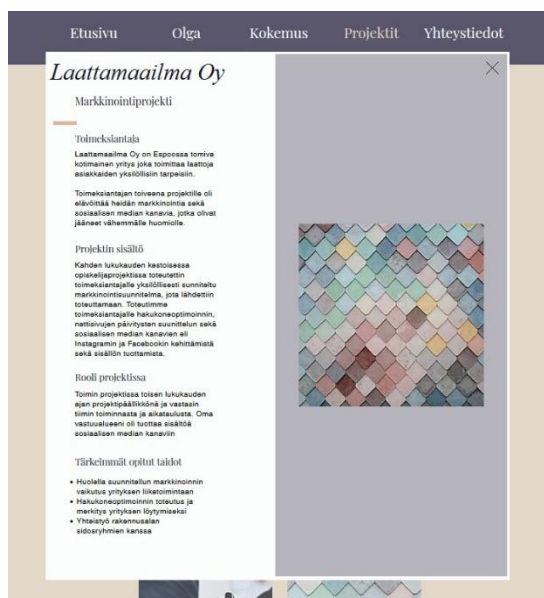 Etusivu Olga Kokemus Projektit Yhteystiedot
Laattamaailma Oy
Markkinointiprojekti
Toimeksiantaja
Laattamaailma Oy on Espoossa tomiva
kotimainen yritys joka toimittaa laattoja
asiakkaiden yksilöllisiin tarpeisiin.
Toimeksiantajan toiveena projektille oli
elävöittää heidän markkinointia sekä
sosiaalisen median kanavia, jotka olivat
jääneet vähemmälle huomiolle.
Projektin sisältö
Kahden lukukauden kestoisessa
opiskelijaprojektissa toteutettin
toimeksiantajalle yksilöllisesti sunniteltu
markkinointisuunnitelma, jota lähdettiin
toteuttamaan. Toteutimme
toimeksiantajalle hakukoneoptimoinnin,
nettisivujen päivitysten suunittelun sekä
sosiaalisen median kanavien eli
Instagramin ja Facebookin kehittämistä
sekä sisällön tuottamista.
Rooli projektissa
Toimin projektissa toisen lukukauden
ajan projektipäällikkönä ja vastasin
tiimin toiminnasta ja aikataulusta. Oma
vastuualueeni oli tuottaa sisältöä
sosiaalisen median kanaviin
Tärkeimmät opitut taidot
• Huolella suunnitellun markkinoinnin
vaikutus yrityksen liiketoimintaan
• Hakukoneoptimoinnin toteutus ja
merkitys yrityksen löytymiseksi
• Yhteistyö rakennusalan
sidosryhmien kanssa